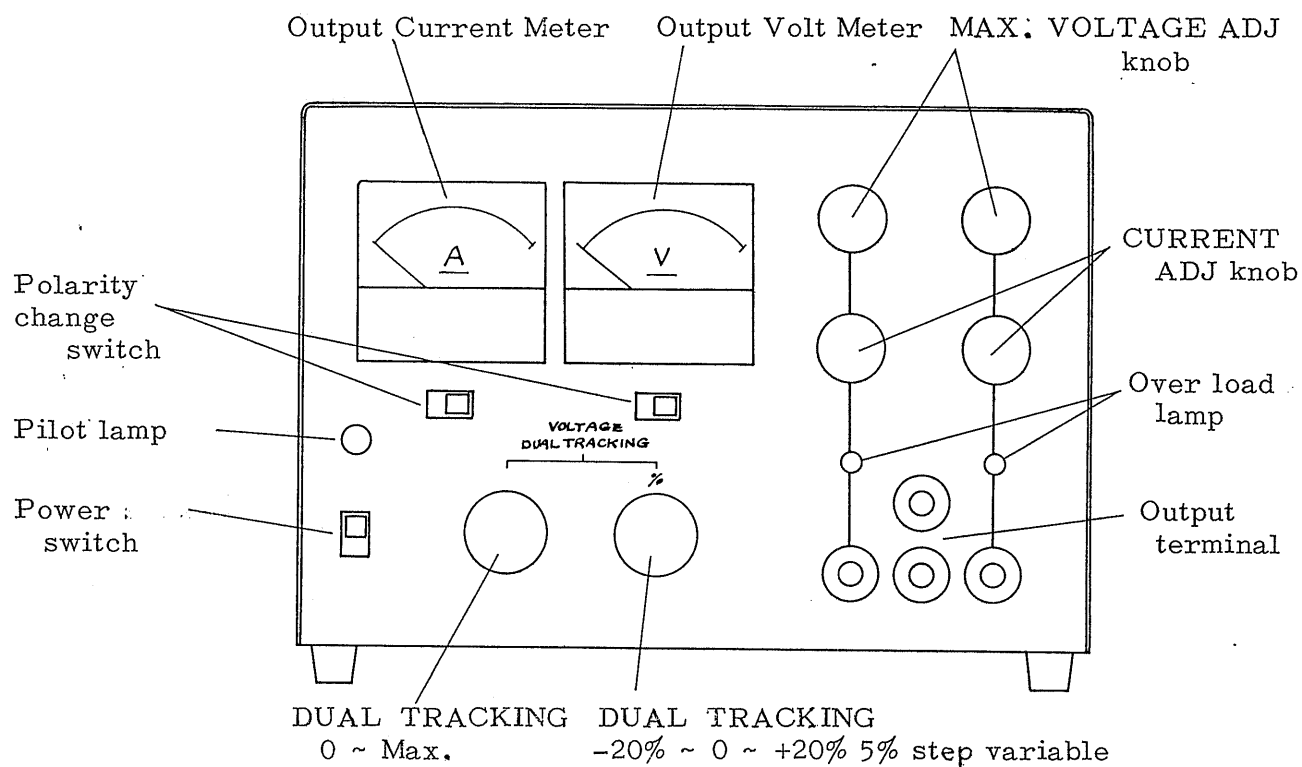 Output Current Meter
Output Volt Meter
MAX. VOLTAGE ADJ
knob
A
V
CURRENT
ADJ knob
Polarity
change
switch
Over load
lamp
Pilot lamp
VOLTAGE
DUAL TRACKING
%
Power
switch
Output
terminal
DUAL TRACKING
0 ~ Max.
DUAL TRACKING
-20% ~ 0 ~ +20% 5% step variable